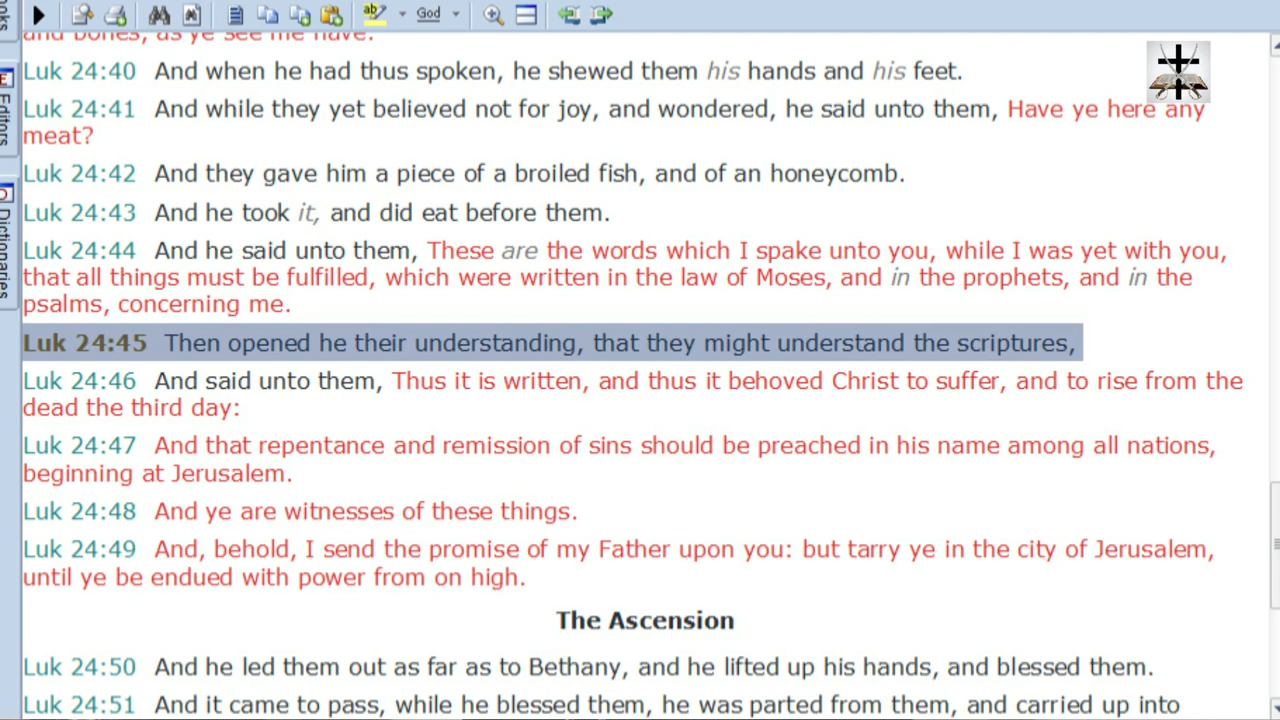 God
and bones, as ye see me have.
Luk 24:40 And when he had thus spoken, he shewed them his hands and his feet.
Luk 24:41 And while they yet believed not for joy, and wondered, he said unto them, Have ye here any
meat?
Luk 24:42 And they gave him a piece of a broiled fish, and of an honeycomb.
Luk 24:43 And he took it, and did eat before them.
Luk 24:44 And he said unto them, These are the words which I spake unto you, while I was yet with you,
that all things must be fulfilled, which were written in the law of Moses, and in the prophets, and in the
psalms, concerning me.
Luk 24:45 Then opened he their understanding, that they might understand the scriptures,
Luk 24:46 And said unto them, Thus it is written, and thus it behoved Christ to suffer, and to rise from the
dead the third day:
Luk 24:47 And that repentance and remission of sins should be preached in his name among all nations,
beginning at Jerusalem.
Luk 24:48 And ye are witnesses of these things.
Luk 24:49 And, behold, I send the promise of my Father upon you: but tarry ye in the city of Jerusalem,
until ye be endued with power from on high.
The Ascension
Luk 24:50 And he led them out as far as to Bethany, and he lifted up his hands, and blessed them.
Luk 24:51 And it came to pass, while he blessed them, he was parted from them, and carried up into
Editors
Dictionaries